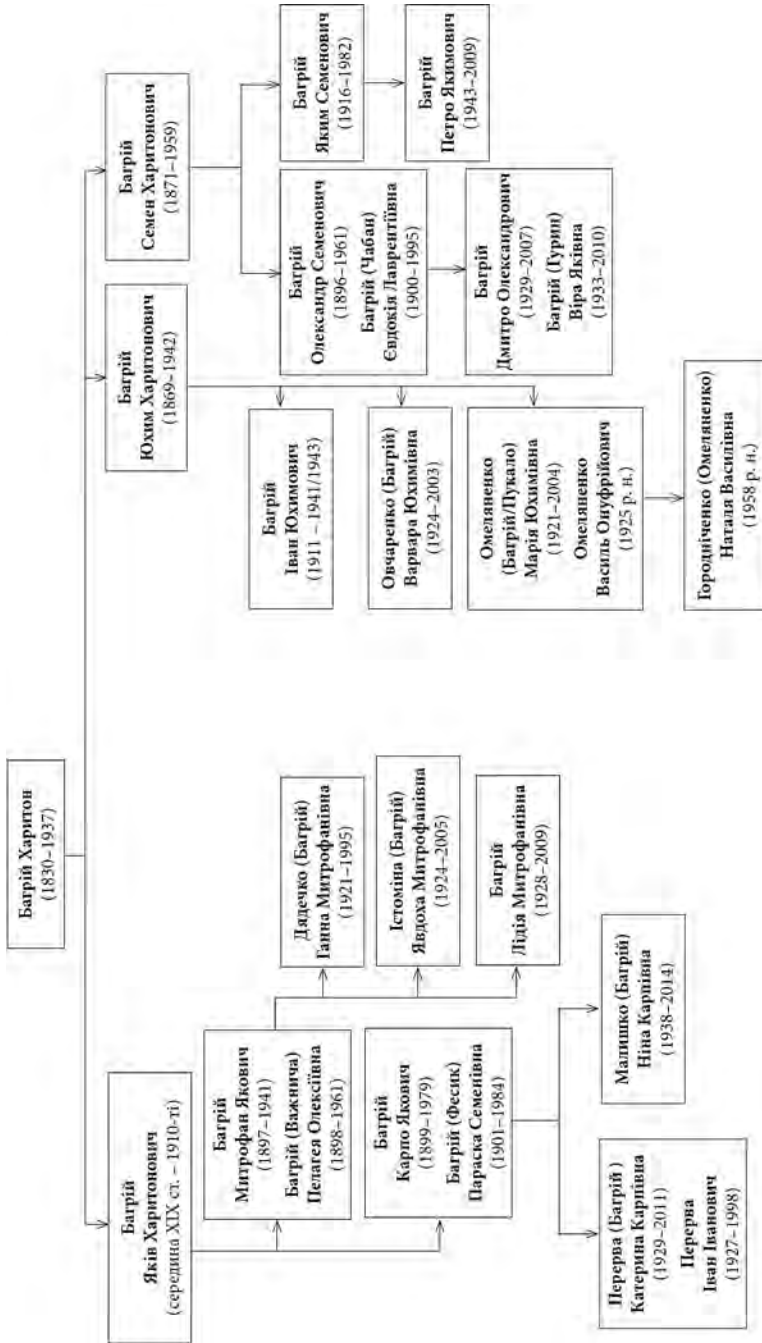 Багрій Харитон
(1830–1937)
Багрій
Яків Харитонович
(середина XIX ст. – 1910-ті)
Багрій
Юхим Харитонович
(1869–1942)
Багрій
Семен Харитонович
(1871–1959)
Багрій
Митрофан Якович
(1897–1941)
Багрій (Важнича)
Пелагея Олексіївна
(1898–1961)
Дядечко (Багрій)
Ганна Митрофанівна
(1921–1995)
Істоміна (Багрій)
Явдоха Митрофанівна
(1924–2005)
Багрій
Лідія Митрофанівна
(1928–2009)
Багрій
Карпо Якович
(1899–1979)
Багрій (Фесик)
Параска Семенівна
(1901–1984)
Перерва (Багрій )
Катерина Карпівна
(1929–2011)
Перерва
Іван Іванович
(1927–1998)
Малишко (Багрій)
Ніна Карпівна
(1938–2014)
Багрій
Іван Юхимович
(1911 – 1941/1943)
Овчаренко (Багрій)
Варвара Юхимівна
(1924–2003)
Омеляненко
(Багрій/Пукало)
Марія Юхимівна
(1921–2004)
Омеляненко
Василь Онуфрійович
(1925 р. н.)
Городніченко (Омеляненко)
Наталя Василівна
(1958 р. н.)
Багрій
Олександр Семенович
(1896–1961)
Багрій (Чабан)
Євдокія Лаврентіївна
(1900–1995)
Багрій
Дмитро Олександрович
(1929–2007)
Багрій (Гурин)
Віра Яківна
(1933–2010)
Багрій
Яким Семенович
(1916–1982)
Багрій
Петро Якимович
(1943–2009)